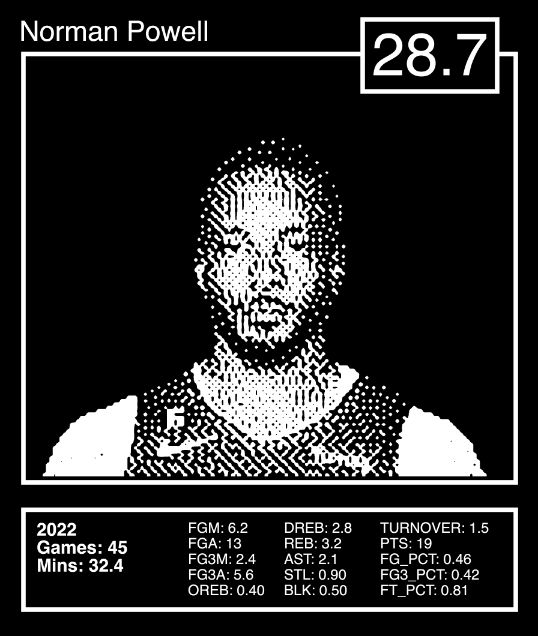 Norman Powell
28.7
2022
Games: 45
Mins: 32.4
FGM: 6.2
FGA: 13
FG3M: 2.4
FG3A: 5.6
OREB: 0.40
DREB: 2.8
REB: 3.2
AST: 2.1
STL: 0.90
BLK: 0.50
TURNOVER: 1.5
PTS: 19
FG_PCT: 0.46
FG3_PCT: 0.42
FT_PCT: 0.81